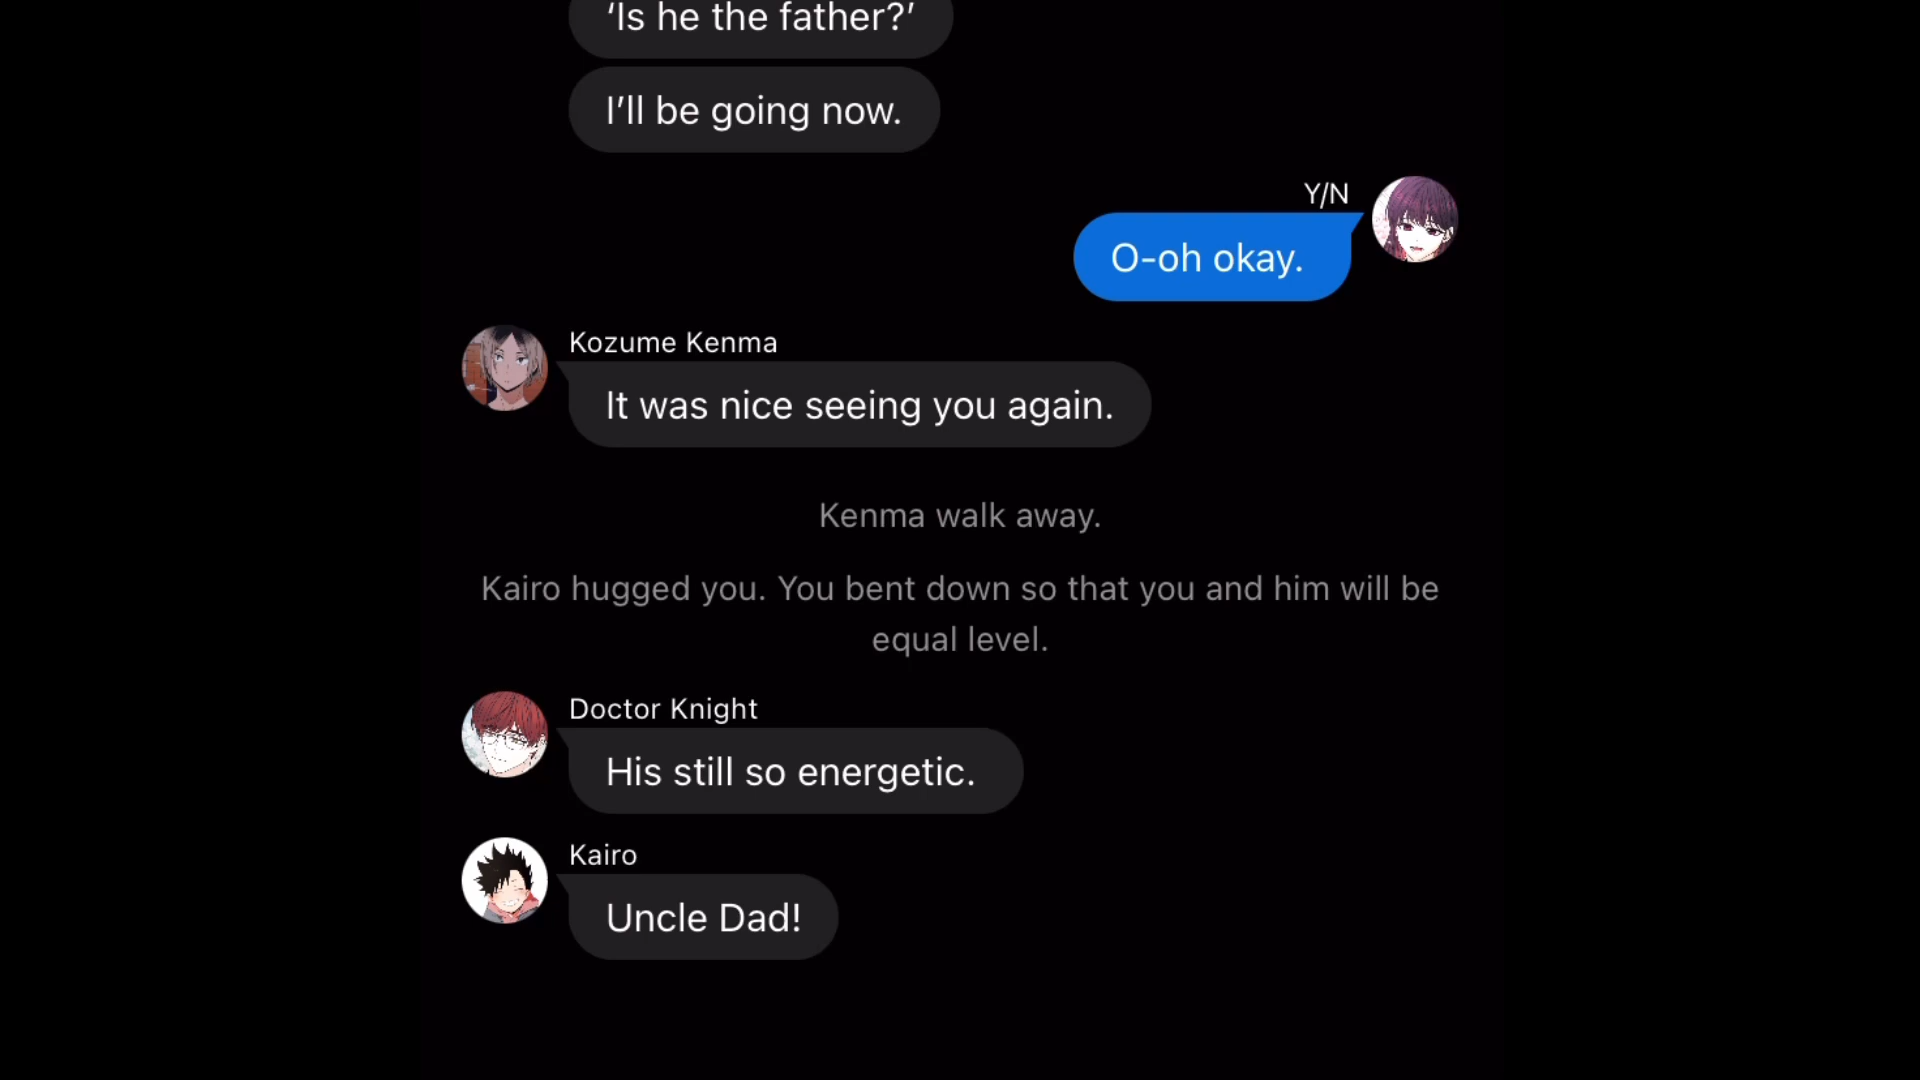 ‘Is he the father?’
I’ll be going now.
Y/N
O-oh okay.
Kozume Kenma
It was nice seeing you again.
Kenma walk away.
Kairo hugged you. You bent down so that you and him will be
equal level.
Doctor Knight
His still so energetic.
Kairo
Uncle Dad!